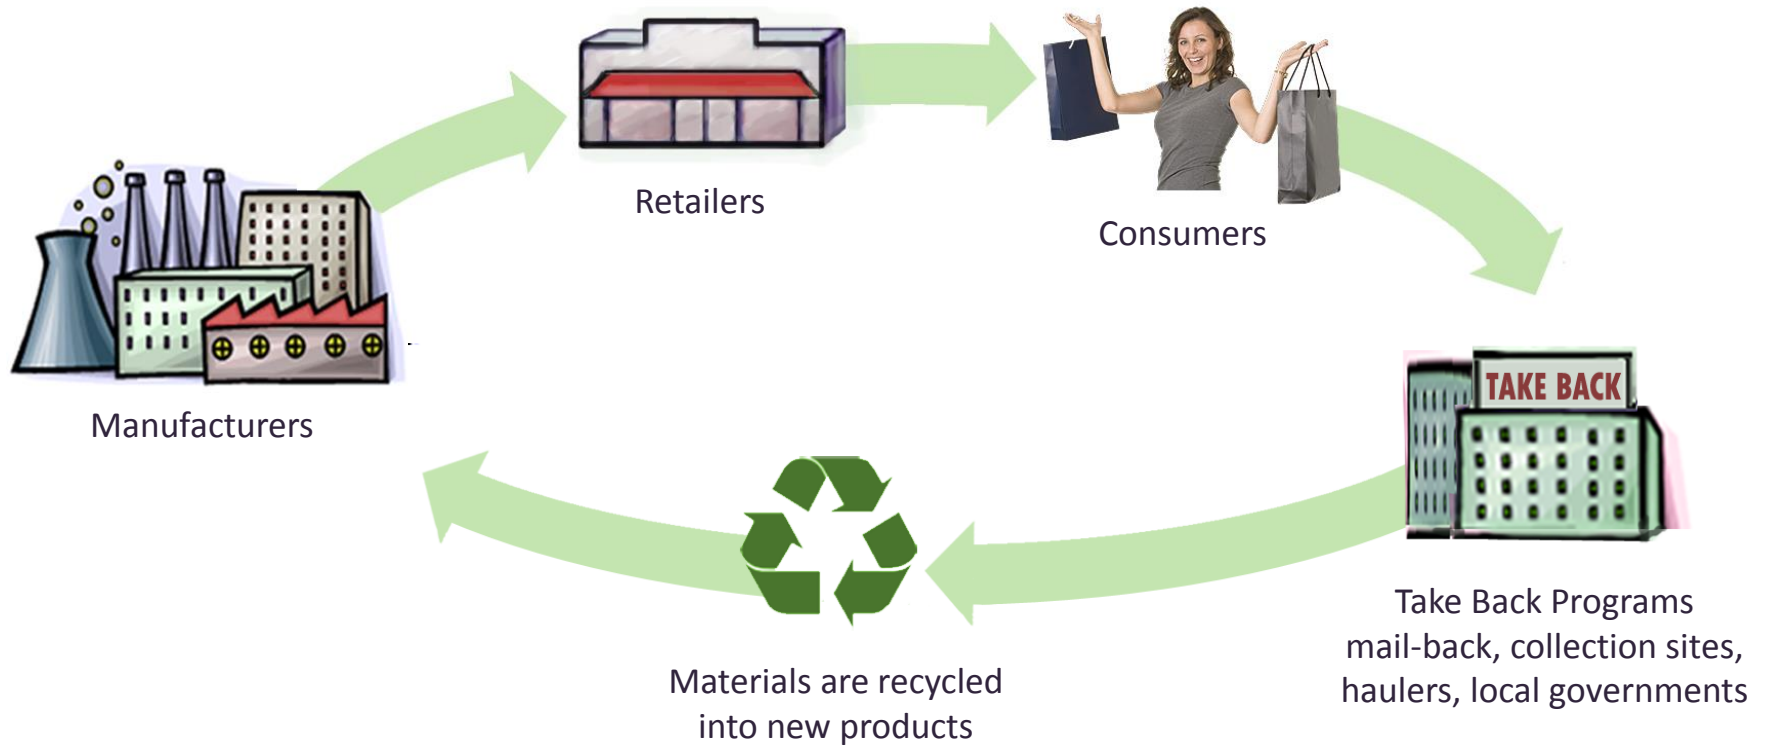 Retailers
Consumers
Manufacturers
TAKE BACK
Take Back Programs
mail-back, collection sites,
haulers, local governments
Materials are recycled
into new products